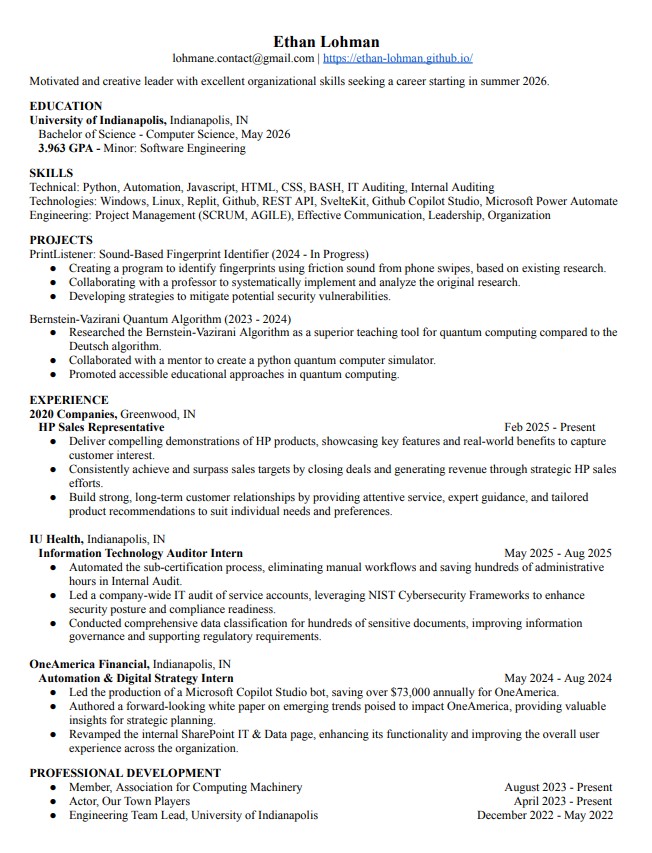 Ethan Lohman
lohmane.contact@gmail.com | https://ethan-lohman.github.io/
Motivated and creative leader with excellent organizational skills seeking a career starting in summer 2026.
EDUCATION
University of Indianapolis, Indianapolis, IN
Bachelor of Science - Computer Science, May 2026
3.963 GPA - Minor: Software Engineering
SKILLS
Technical: Python, Automation, Javascript, HTML, CSS, BASH, IT Auditing, Internal Auditing
Technologies: Windows, Linux, Replit, Github, REST API, SvelteKit, Github Copilot Studio, Microsoft Power Automate
Engineering: Project Management (SCRUM, AGILE), Effective Communication, Leadership, Organization
PROJECTS
PrintListener: Sound-Based Fingerprint Identifier (2024 - In Progress)
● Creating a program to identify fingerprints using friction sound from phone swipes, based on existing research.
● Collaborating with a professor to systematically implement and analyze the original research.
● Developing strategies to mitigate potential security vulnerabilities.
Bernstein-Vazirani Quantum Algorithm (2023 - 2024)
● Researched the Bernstein-Vazirani Algorithm as a superior teaching tool for quantum computing compared to the
Deutsch algorithm.
● Collaborated with a mentor to create a python quantum computer simulator.
● Promoted accessible educational approaches in quantum computing.
EXPERIENCE
2020 Companies, Greenwood, IN
HP Sales Representative Feb 2025 - Present
● Deliver compelling demonstrations of HP products, showcasing key features and real-world benefits to capture
customer interest.
● Consistently achieve and surpass sales targets by closing deals and generating revenue through strategic HP sales
efforts.
● Build strong, long-term customer relationships by providing attentive service, expert guidance, and tailored
product recommendations to suit individual needs and preferences.
IU Health, Indianapolis, IN
Information Technology Auditor Intern May 2025 - Aug 2025
● Automated the sub-certification process, eliminating manual workflows and saving hundreds of administrative
hours in Internal Audit.
● Led a company-wide IT audit of service accounts, leveraging NIST Cybersecurity Frameworks to enhance
security posture and compliance readiness.
● Conducted comprehensive data classification for hundreds of sensitive documents, improving information
governance and supporting regulatory requirements.
OneAmerica Financial, Indianapolis, IN
Automation & Digital Strategy Intern May 2024 - Aug 2024
● Led the production of a Microsoft Copilot Studio bot, saving over $73,000 annually for OneAmerica.
● Authored a forward-looking white paper on emerging trends poised to impact OneAmerica, providing valuable
insights for strategic planning.
● Revamped the internal SharePoint IT & Data page, enhancing its functionality and improving the overall user
experience across the organization.
PROFESSIONAL DEVELOPMENT
● Member, Association for Computing Machinery August 2023 - Present
● Actor, Our Town Players April 2023 - Present
● Engineering Team Lead, University of Indianapolis December 2022 - May 2022